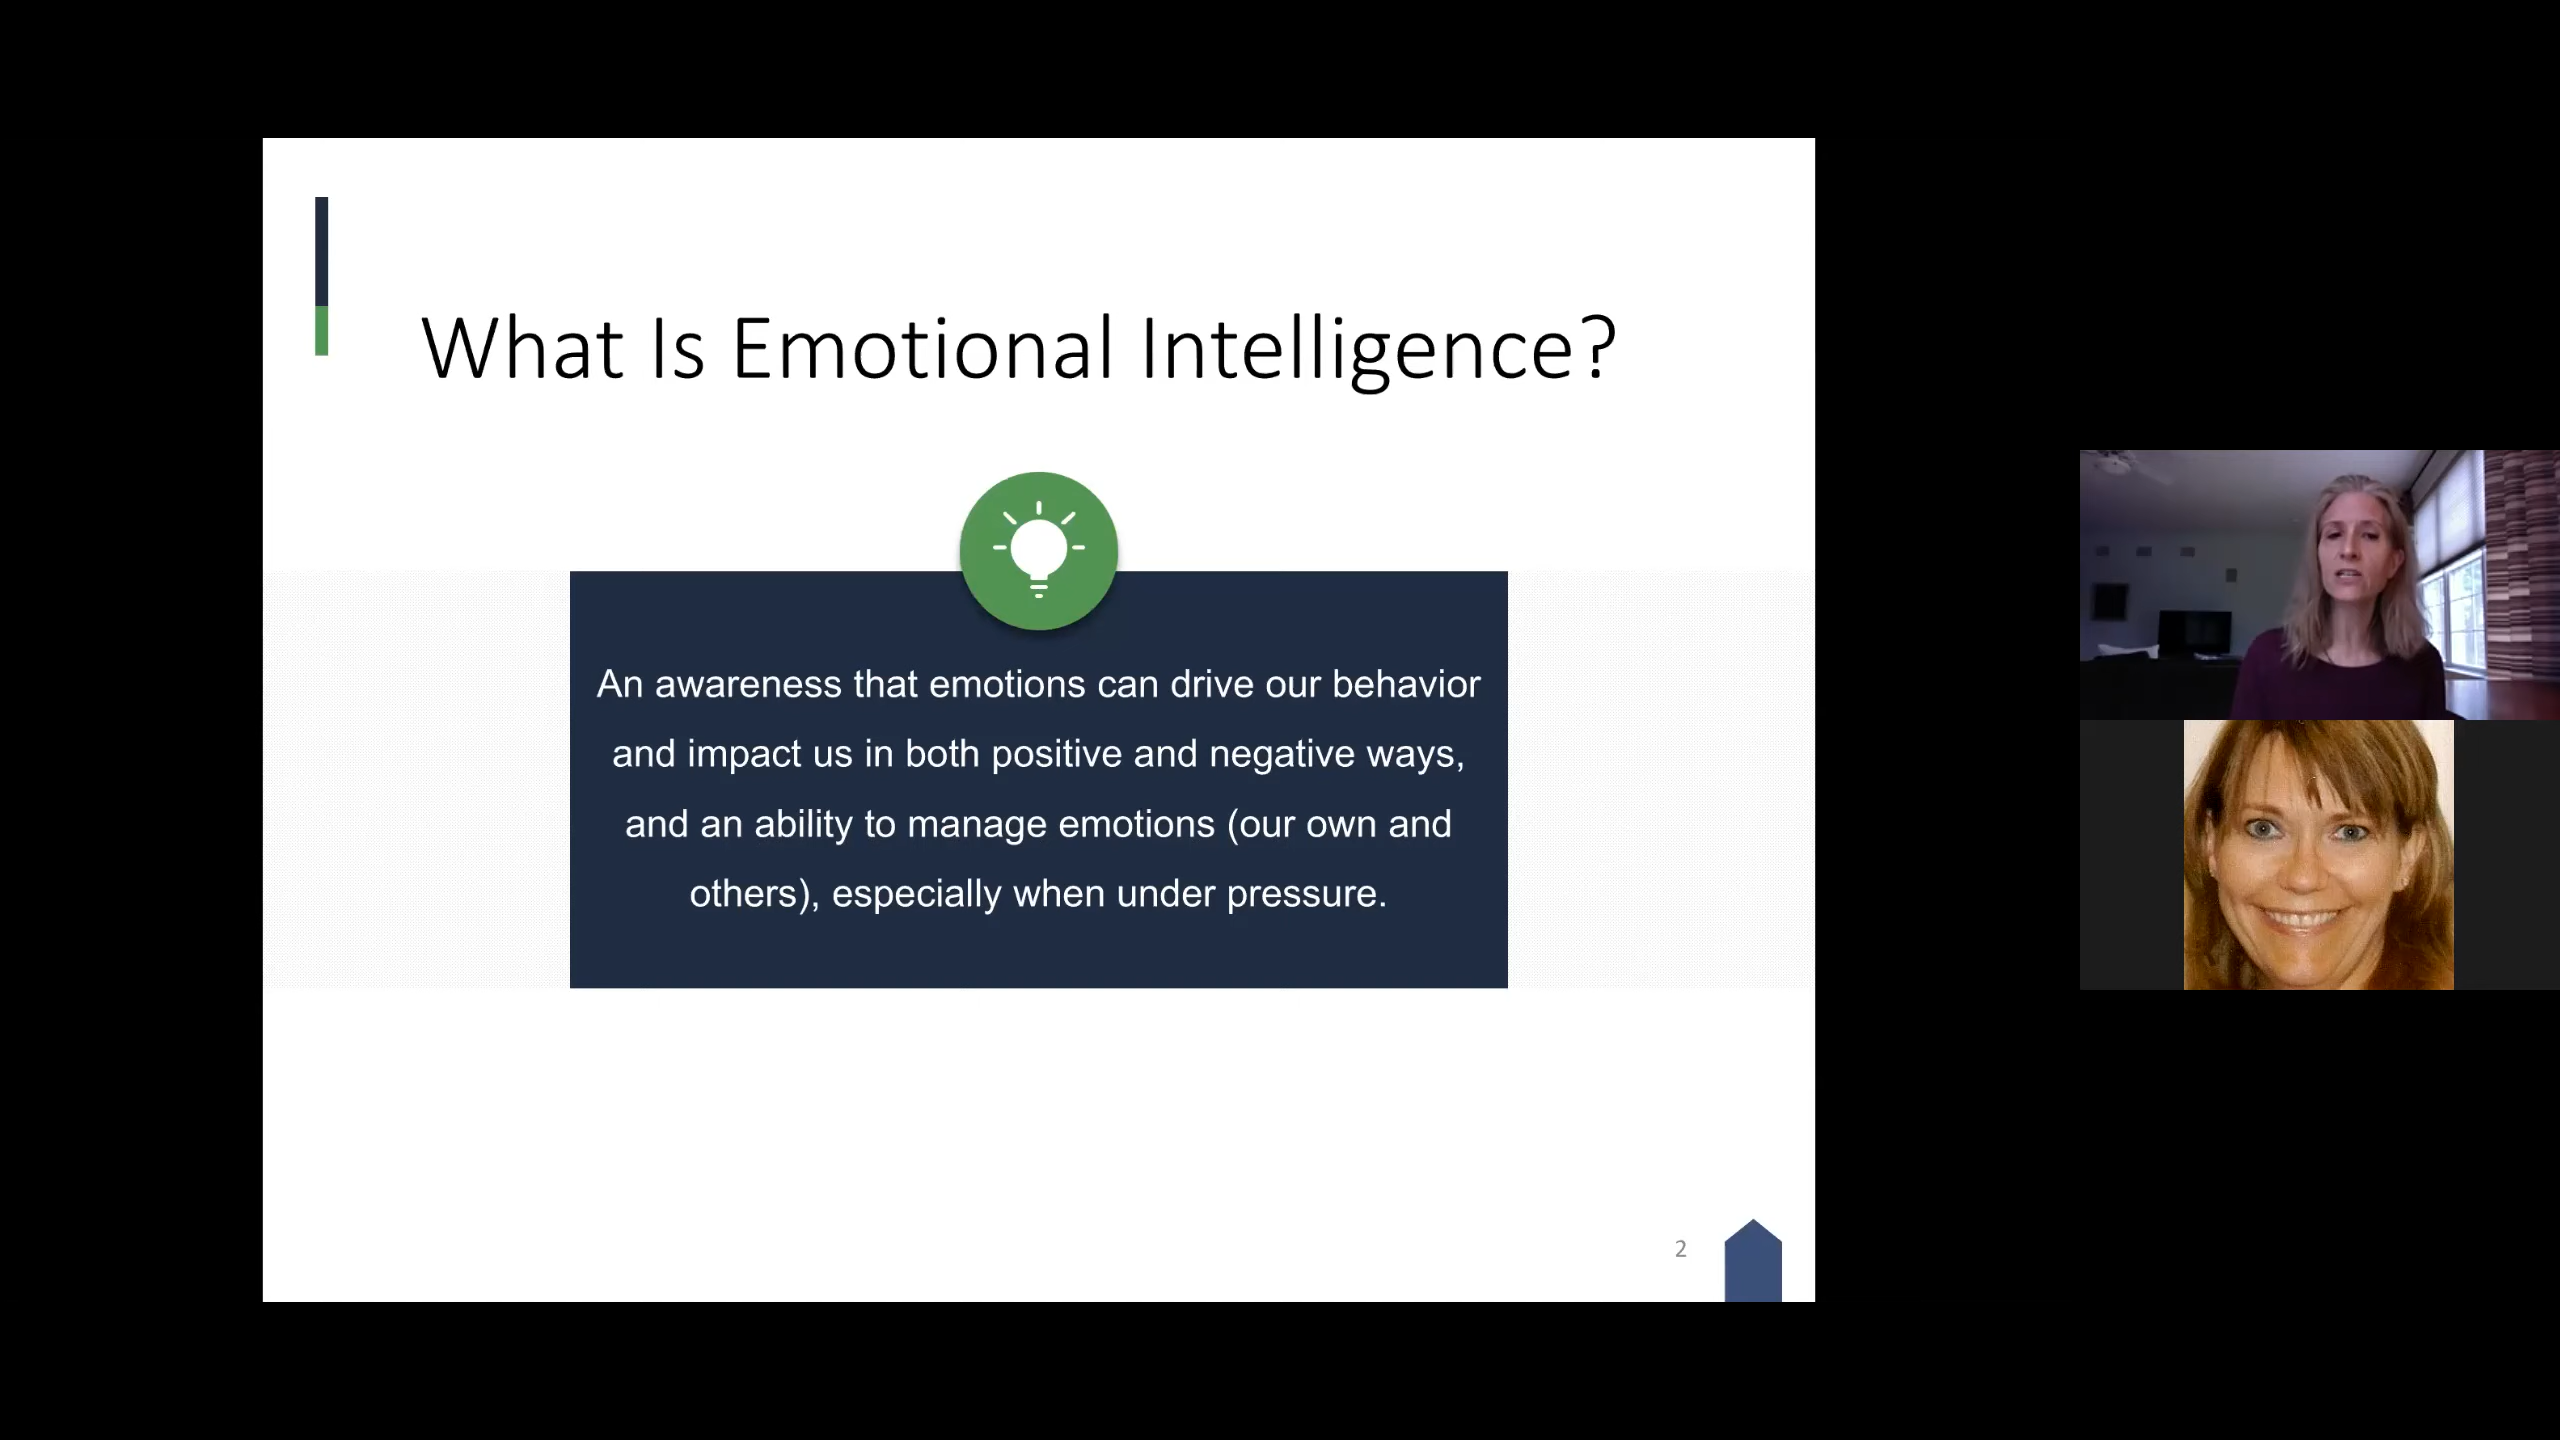 What Is Emotional Intelligence?
An awareness that emotions can drive our behavior
and impact us in both positive and negative ways,
and an ability to manage emotions (our own and
others), especially when under pressure.
2